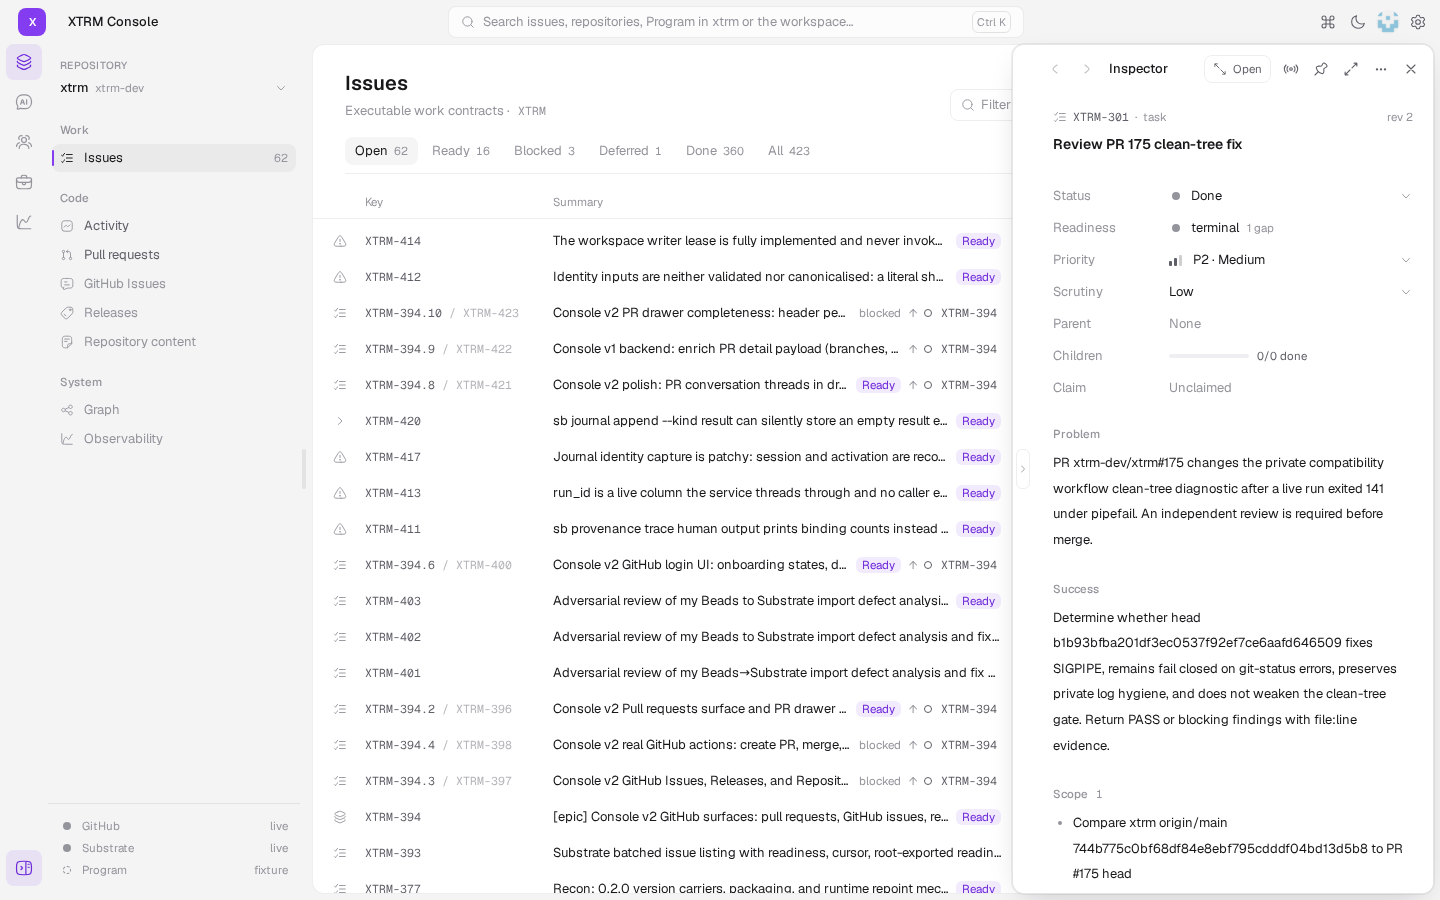 X
XTRM Console
Search issues, repositories, Program in xtrm or the workspace...
Ctrl K
REPOSITORY
xtrm xtrm-dev
Work
Issues 62
Code
Activity
Pull requests
GitHub Issues
Releases
Repository content
System
Graph
Observability
GitHub live
Substrate live
Program fixture
Issues
Executable work contracts · XTRM
Filter
Open 62 Ready 16 Blocked 3 Deferred 1 Done 360 All 423
Key Summary
XTRM-414 The workspace writer lease is fully implemented and never invok... Ready
XTRM-412 Identity inputs are neither validated nor canonicalised: a literal sh... Ready
XTRM-394.10 / XTRM-423 Console v2 PR drawer completeness: header pe... blocked ↑ XTRM-394
XTRM-394.9 / XTRM-422 Console v1 backend: enrich PR detail payload (branches, ... ↑ XTRM-394
XTRM-394.8 / XTRM-421 Console v2 polish: PR conversation threads in dr... Ready ↑ XTRM-394
XTRM-420 sb journal append --kind result can silently store an empty result e... Ready
XTRM-417 Journal identity capture is patchy: session and activation are reco... Ready
XTRM-413 run_id is a live column the service threads through and no caller e... Ready
XTRM-411 sb provenance trace human output prints binding counts instead ... Ready
XTRM-394.6 / XTRM-400 Console v2 GitHub login UI: onboarding states, d... Ready ↑ XTRM-394
XTRM-403 Adversarial review of my Beads to Substrate import defect analysi... Ready
XTRM-402 Adversarial review of my Beads to Substrate import defect analysis and fix...
XTRM-401 Adversarial review of my Beads→Substrate import defect analysis and fix ...
XTRM-394.2 / XTRM-396 Console v2 Pull requests surface and PR drawer ... Ready ↑ XTRM-394
XTRM-394.4 / XTRM-398 Console v2 real GitHub actions: create PR, merge,... blocked ↑ XTRM-394
XTRM-394.3 / XTRM-397 Console v2 GitHub Issues, Releases, and Reposit... blocked ↑ XTRM-394
XTRM-394 [epic] Console v2 GitHub surfaces: pull requests, GitHub issues, re... Ready
XTRM-393 Substrate batched issue listing with readiness, cursor, root-exported readin...
XTRM-377 Recon: 0.2.0 version carriers, packaging, and runtime repoint mec... Ready
Inspector
Open
XTRM-301 · task rev 2
Review PR 175 clean-tree fix
Status Done
Readiness terminal 1 gap
Priority P2 · Medium
Scrutiny Low
Parent None
Children 0/0 done
Claim Unclaimed
Problem
PR xtrm-dev/xtrm#175 changes the private compatibility
workflow clean-tree diagnostic after a live run exited 141
under pipefail. An independent review is required before
merge.
Success
Determine whether head
b1b93bfba201df3ec0537f92ef7ce6aafd646509 fixes
SIGPIPE, remains fail closed on git-status errors, preserves
private log hygiene, and does not weaken the clean-tree
gate. Return PASS or blocking findings with file:line
evidence.
Scope 1
Compare xtrm origin/main
744b775c0bf68df84e8ebf795cdddf04bd13d5b8 to PR
#175 head